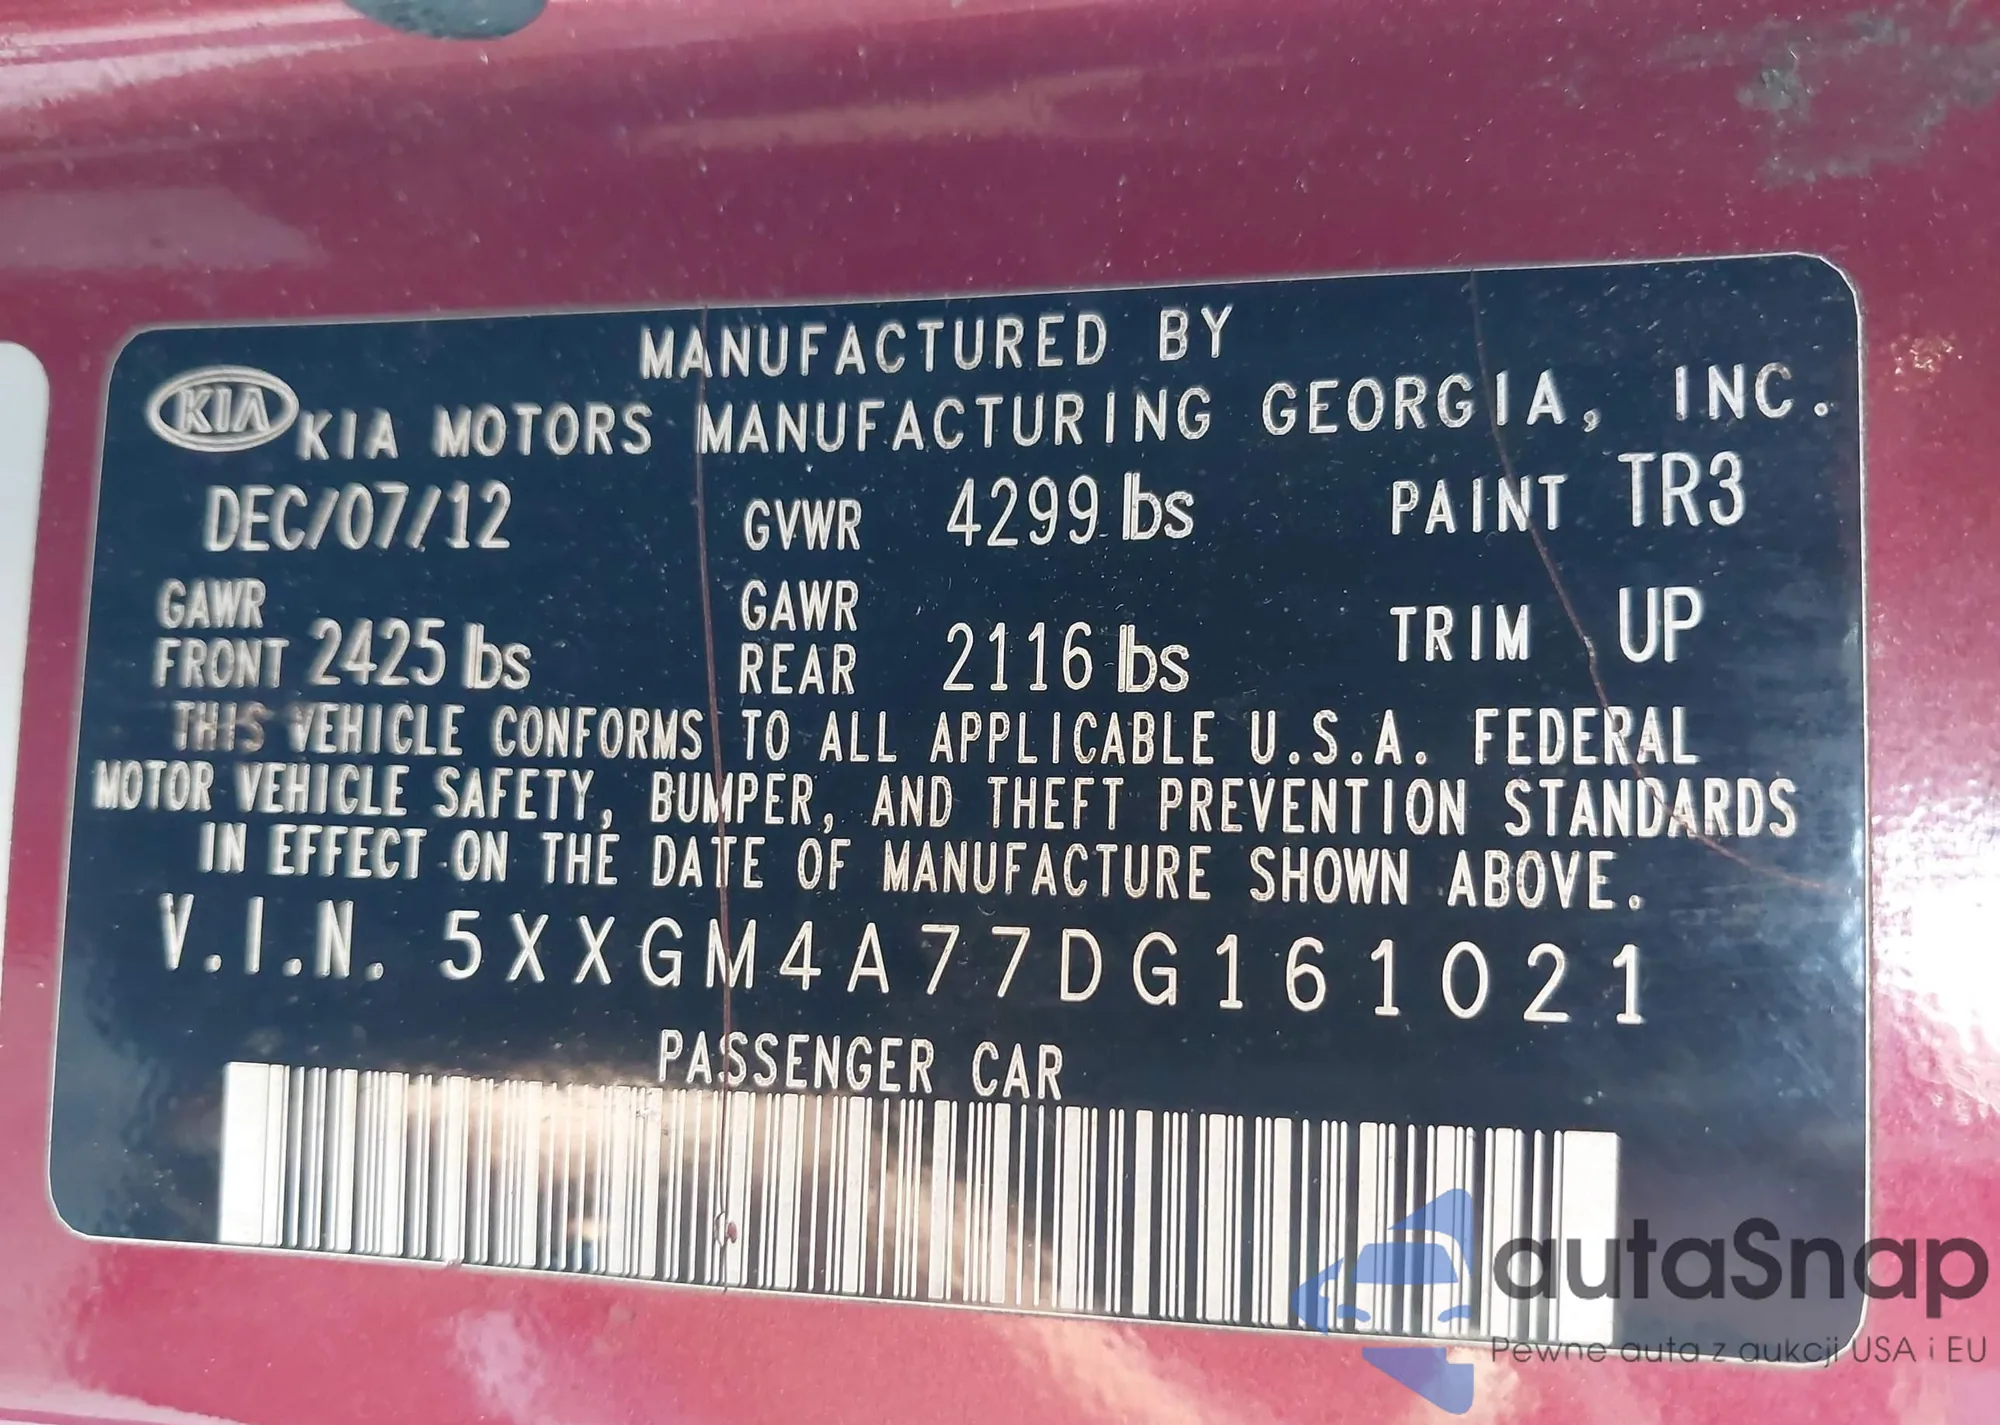 MANUFACTURED BY
KIA KIA MOTORS MANUFACTURING GEORGIA, INC.
DEC/07/12 GVWR 4299 lbs PAINT TR3
GAWR FRONT 2425 lbs GAWR REAR 2116 lbs TRIM UP
THIS VEHICLE CONFORMS TO ALL APPLICABLE U.S.A. FEDERAL
MOTOR VEHICLE SAFETY, BUMPER, AND THEFT PREVENTION STANDARDS
IN EFFECT ON THE DATE OF MANUFACTURE SHOWN ABOVE.
V.I.N. 5XXGM4A77DG161021
PASSENGER CAR
autaSnap
Pewne auta z aukcji USA i EU